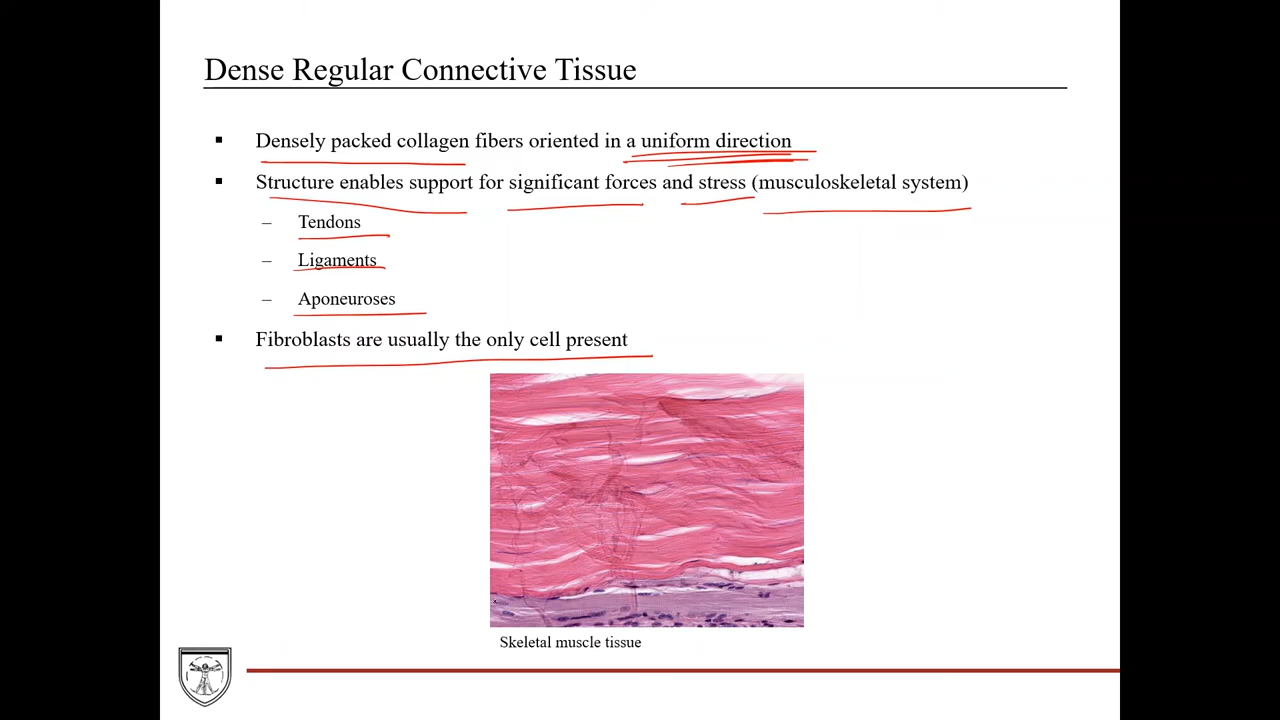 Dense Regular Connective Tissue
▪ Densely packed collagen fibers oriented in a uniform direction
▪ Structure enables support for significant forces and stress (musculoskeletal system)
– Tendons
– Ligaments
– Aponeuroses
▪ Fibroblasts are usually the only cell present
Skeletal muscle tissue